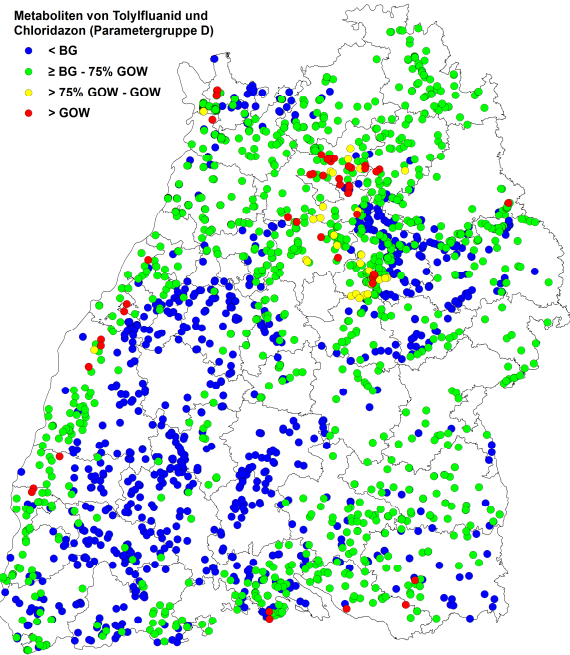 Metaboliten von Tolylfluanid und
Chloridazon (Parametergruppe D)
< BG
≥ BG - 75% GOW
> 75% GOW - GOW
> GOW